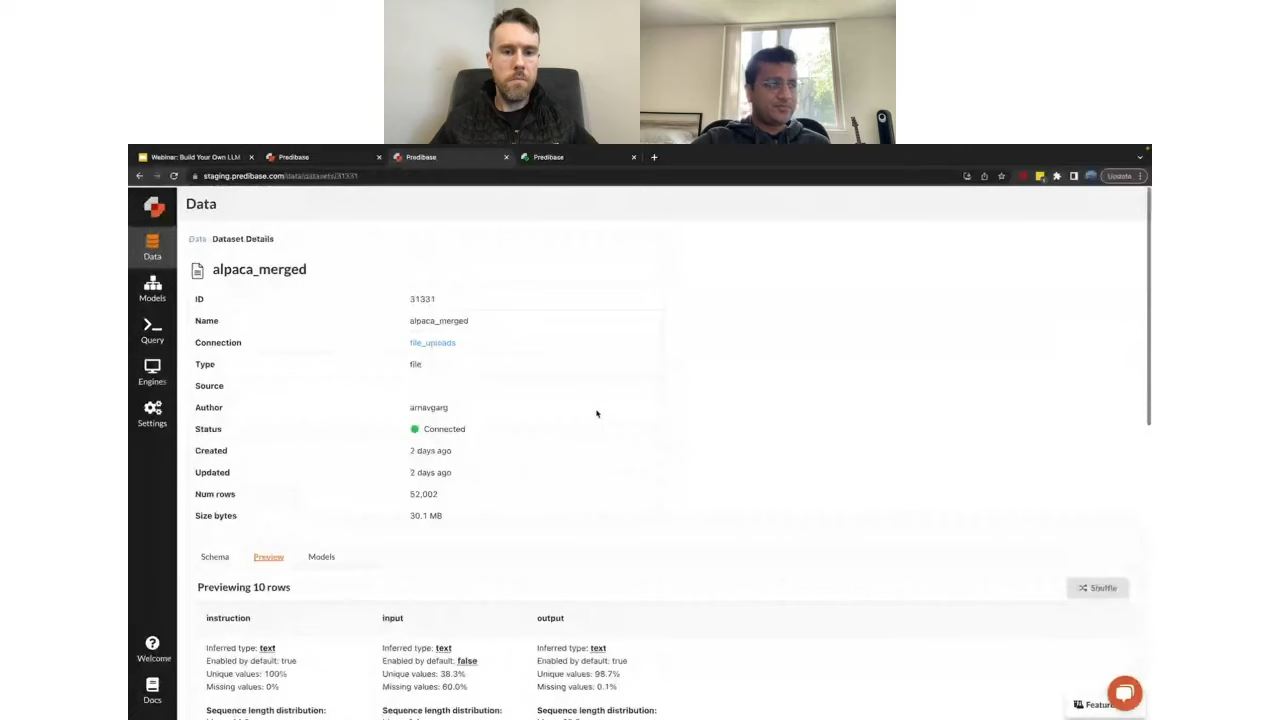 Webinar: Build Your Own LLM
Predibase
Predibase
Predibase
staging.predibase.com/data/datasets/31331
Update
Data
Data
Models
Query
Engines
Settings
Welcome
Docs
Data Dataset Details
alpaca_merged
ID 31331
Name alpaca_merged
Connection file_uploads
Type file
Source
Author arnavgarg
Status Connected
Created 2 days ago
Updated 2 days ago
Num rows 52,002
Size bytes 30.1 MB
Schema Preview Models
Previewing 10 rows
Shuffle
instruction input output
Inferred type: text Inferred type: text Inferred type: text
Enabled by default: true Enabled by default: false Enabled by default: true
Unique values: 100% Unique values: 38.3% Unique values: 98.7%
Missing values: 0% Missing values: 60.0% Missing values: 0.1%
Sequence length distribution: Sequence length distribution: Sequence length distribution: